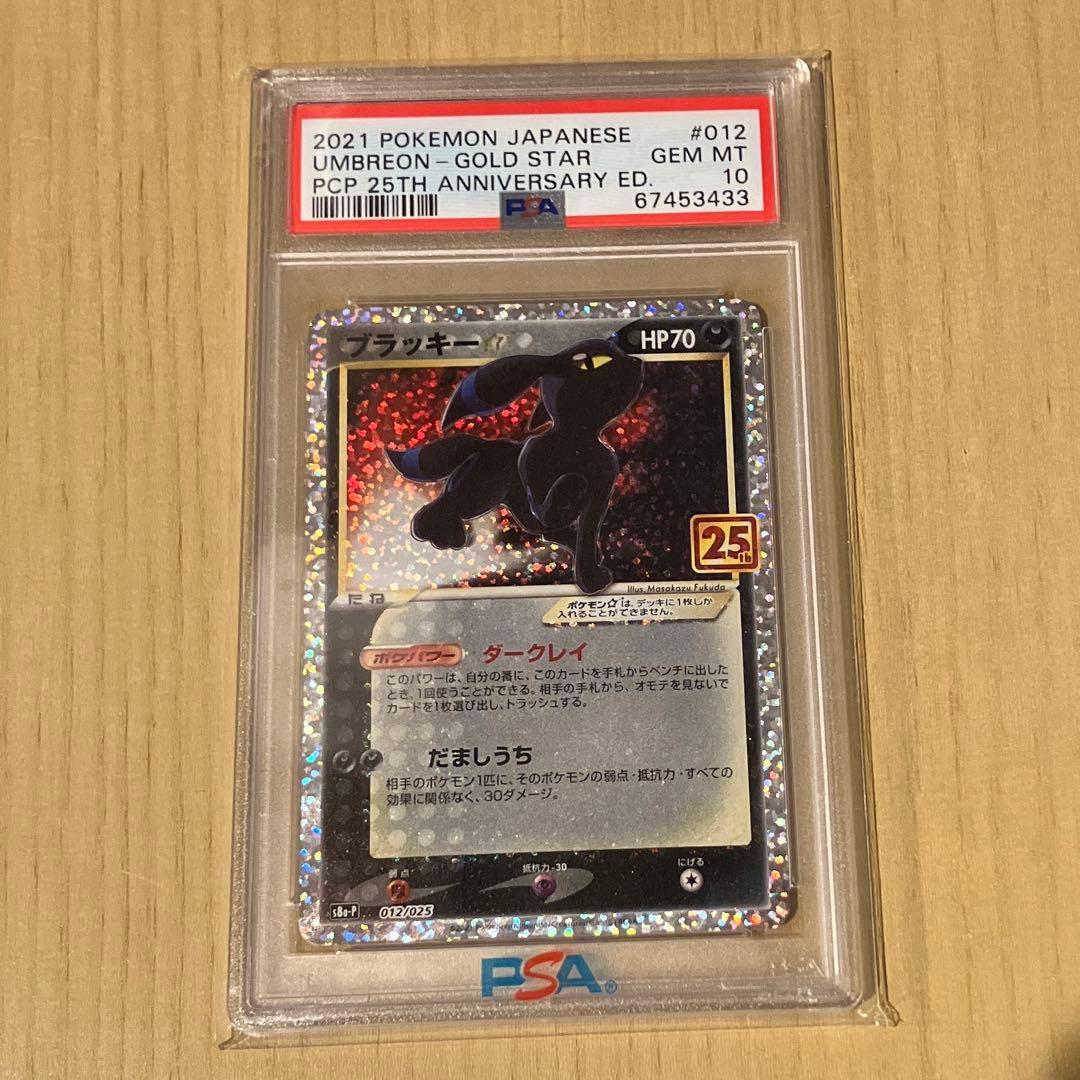 2021 POKEMON JAPANESE #012
UMBREON - GOLD STAR GEM MT
PCP 25TH ANNIVERSARY ED. 10
PSA 67453433
ブラッキー☆ HP70
25th
Illus. Masakazu Fukuda
たね
ポケモン☆は、デッキに1枚しか
入れることができません。
ポケパワー ダークレイ
このパワーは、自分の番に、このカードを手札からベンチに出した
とき、1回使うことができる。相手の手札から、オモテを見ないで
カードを1枚選び出し、トラッシュする。
だましうち
相手のポケモン1匹に、そのポケモンの弱点・抵抗力・すべての
効果に関係なく、30ダメージ。
弱点 抵抗力 -30 にげる
s8a-P 012/025
PSA®